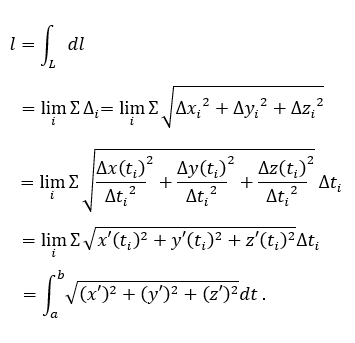 l = ∫_L dl
= lim_i Σ Δ_i = lim_i Σ √(Δx_i² + Δy_i² + Δz_i²)
= lim_i Σ √(Δx(t_i)²/Δt_i² + Δy(t_i)²/Δt_i² + Δz(t_i)²/Δt_i²) Δt_i
= lim_i Σ √(x′(t_i)² + y′(t_i)² + z′(t_i)²) Δt_i
= ∫_a^b √((x′)² + (y′)² + (z′)²) dt .